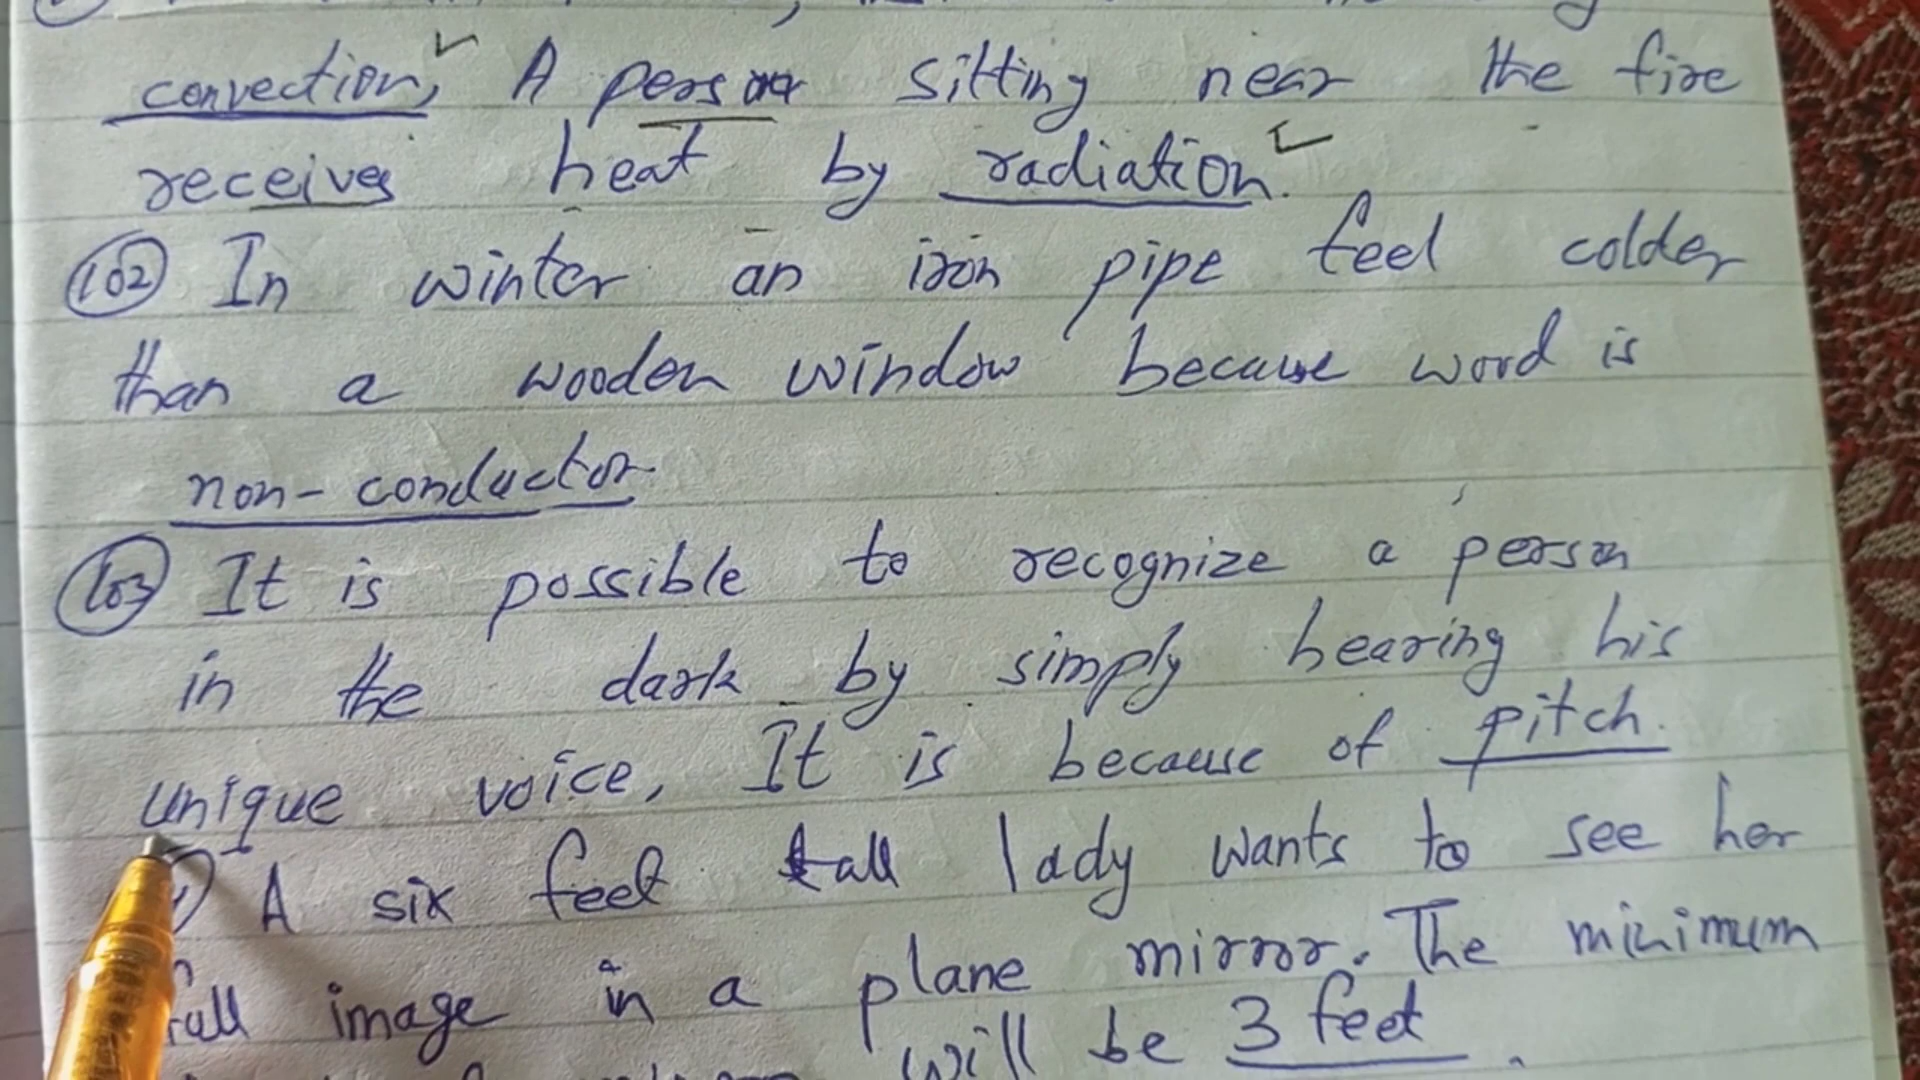 convection, A person sitting near the fire
receives heat by radiation.
102 In winter an iron pipe feel colder
than a wooden window because word is
non-conductor
103 It is possible to recognize a person
in the dark by simply hearing his
unique voice, It is because of pitch.
A six feet tall lady wants to see her
full image in a plane mirror. The minimum
will be 3 feet.